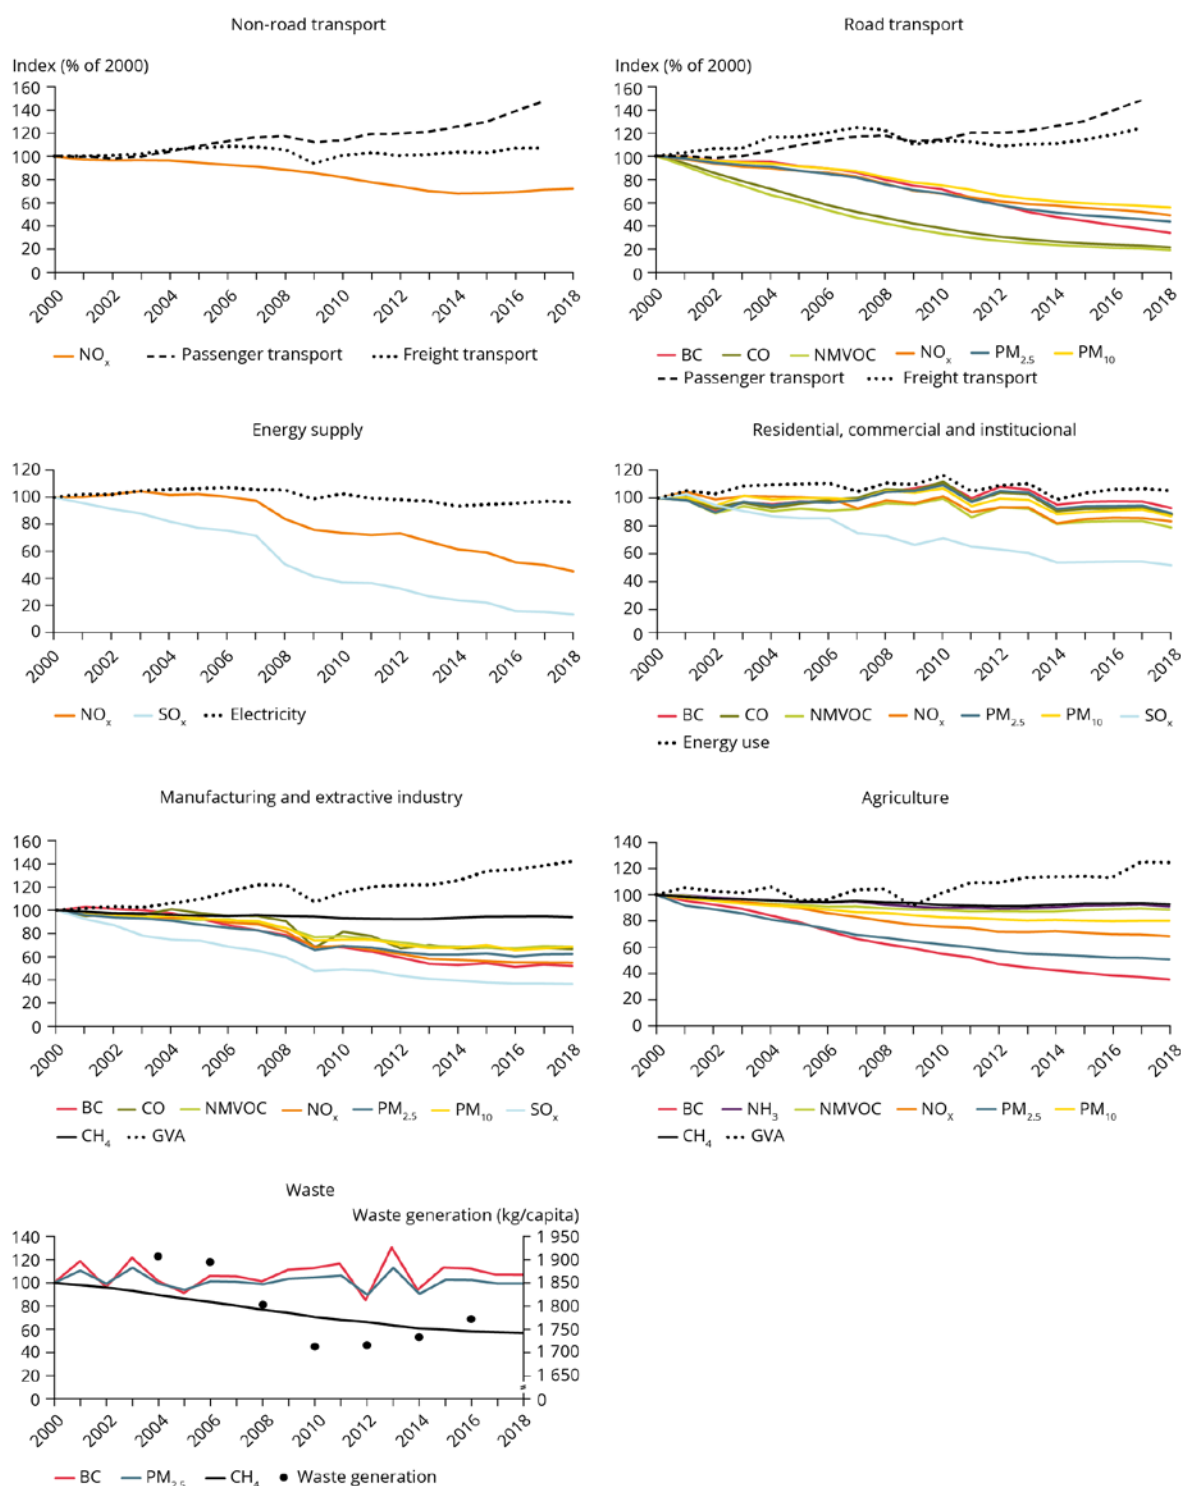 Non-road transport
Index (% of 2000)
160
140
120
100
80
60
40
20
0
2000 2002 2004 2006 2008 2010 2012 2014 2016 2018
NOx Passenger transport Freight transport
Road transport
Index (% of 2000)
160
140
120
100
80
60
40
20
0
2000 2002 2004 2006 2008 2010 2012 2014 2016 2018
BC CO NMVOC NOx PM2.5 PM10
Passenger transport Freight transport
Energy supply
120
100
80
60
40
20
0
2000 2002 2004 2006 2008 2010 2012 2014 2016 2018
NOx SOx Electricity
Residential, commercial and institucional
120
100
80
60
40
20
0
2000 2002 2004 2006 2008 2010 2012 2014 2016 2018
BC CO NMVOC NOx PM2.5 PM10 SOx
Energy use
Manufacturing and extractive industry
160
140
120
100
80
60
40
20
0
2000 2002 2004 2006 2008 2010 2012 2014 2016 2018
BC CO NMVOC NOx PM2.5 PM10 SOx
CH4 GVA
Agriculture
140
120
100
80
60
40
20
0
2000 2002 2004 2006 2008 2010 2012 2014 2016 2018
BC NH3 NMVOC NOx PM2.5 PM10
CH4 GVA
Waste
Waste generation (kg/capita)
140
120
100
80
60
40
20
0
1 950
1 900
1 850
1 800
1 750
1 700
1 650
0
2000 2002 2004 2006 2008 2010 2012 2014 2016 2018
BC PM2.5 CH4 Waste generation